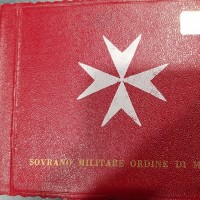 SOVRANO MILITARE ORDINE DI M